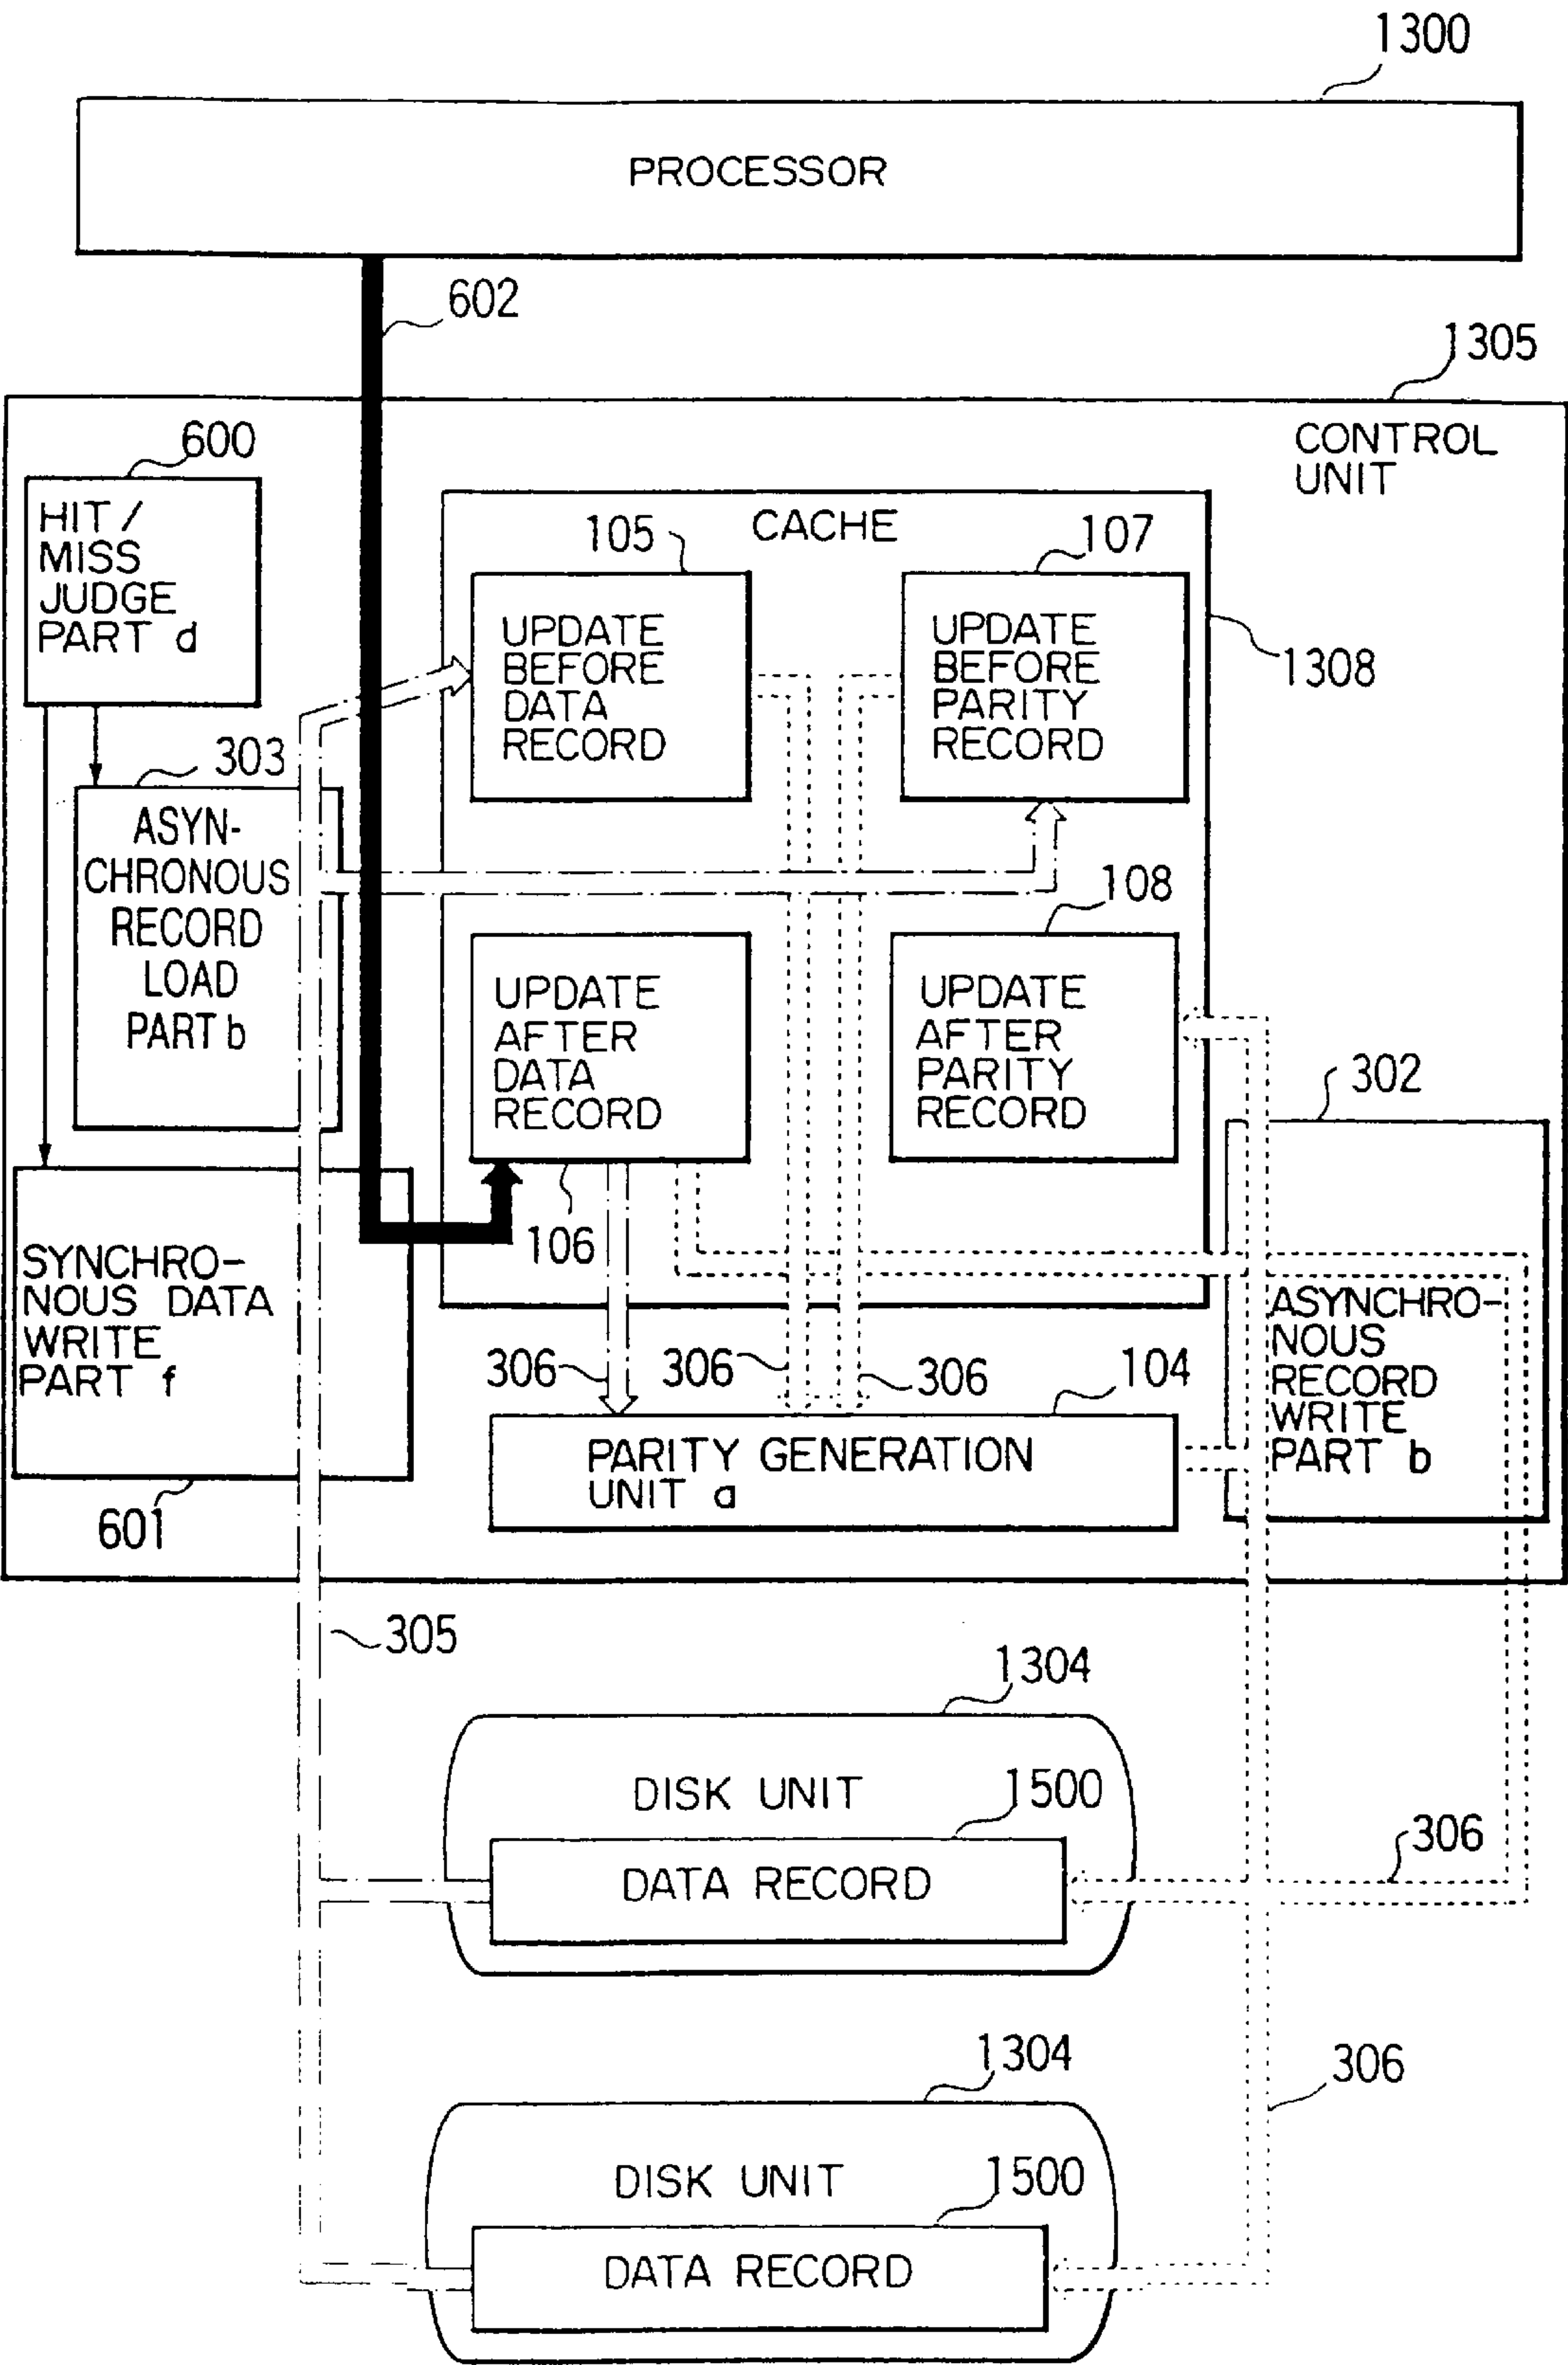 1300
PROCESSOR
602
1305
CONTROL
UNIT
600
HIT /
MISS
JUDGE
PART d
CACHE
105
107
UPDATE
BEFORE
DATA
RECORD
UPDATE
BEFORE
PARITY
RECORD
1308
303
ASYN-
CHRONOUS
RECORD
LOAD
PART b
108
UPDATE
AFTER
DATA
RECORD
UPDATE
AFTER
PARITY
RECORD
302
106
SYNCHRO-
NOUS DATA
WRITE
PART f
601
ASYNCHRO-
NOUS
RECORD
WRITE
PART b
306
306
306
104
PARITY GENERATION
UNIT a
305
1304
DISK UNIT
1500
DATA RECORD
306
1304
306
DISK UNIT
1500
DATA RECORD